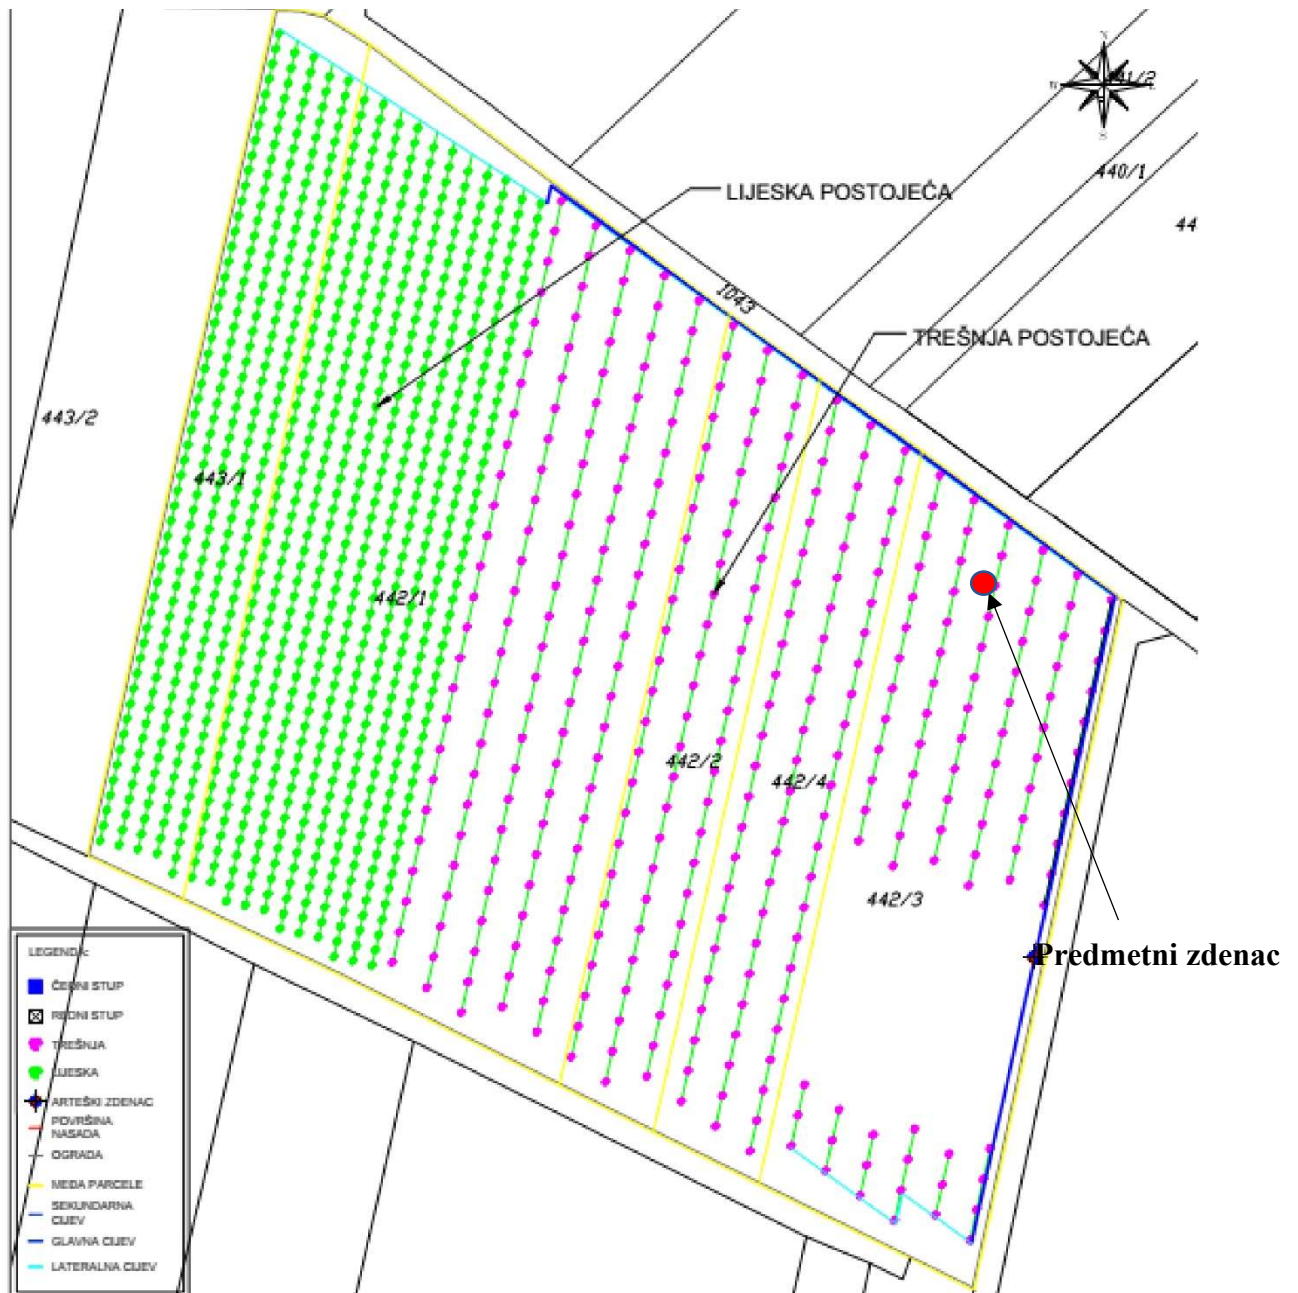 N
W
S
441/2
440/1
44
LIJESKA POSTOJEĆA
1043
TREŠNJA POSTOJEĆA
443/2
443/1
442/1
442/2
442/4
442/3
Predmetni zdenac
LEGENDA:
ČEONI STUP
REDNI STUP
TREŠNJA
LIJESKA
ARTEŠKI ZDENAC
POVRŠINA
NASADA
OGRADA
MEĐA PARCELE
SEKUNDARNA
CIJEV
GLAVNA CIJEV
LATERALNA CIJEV